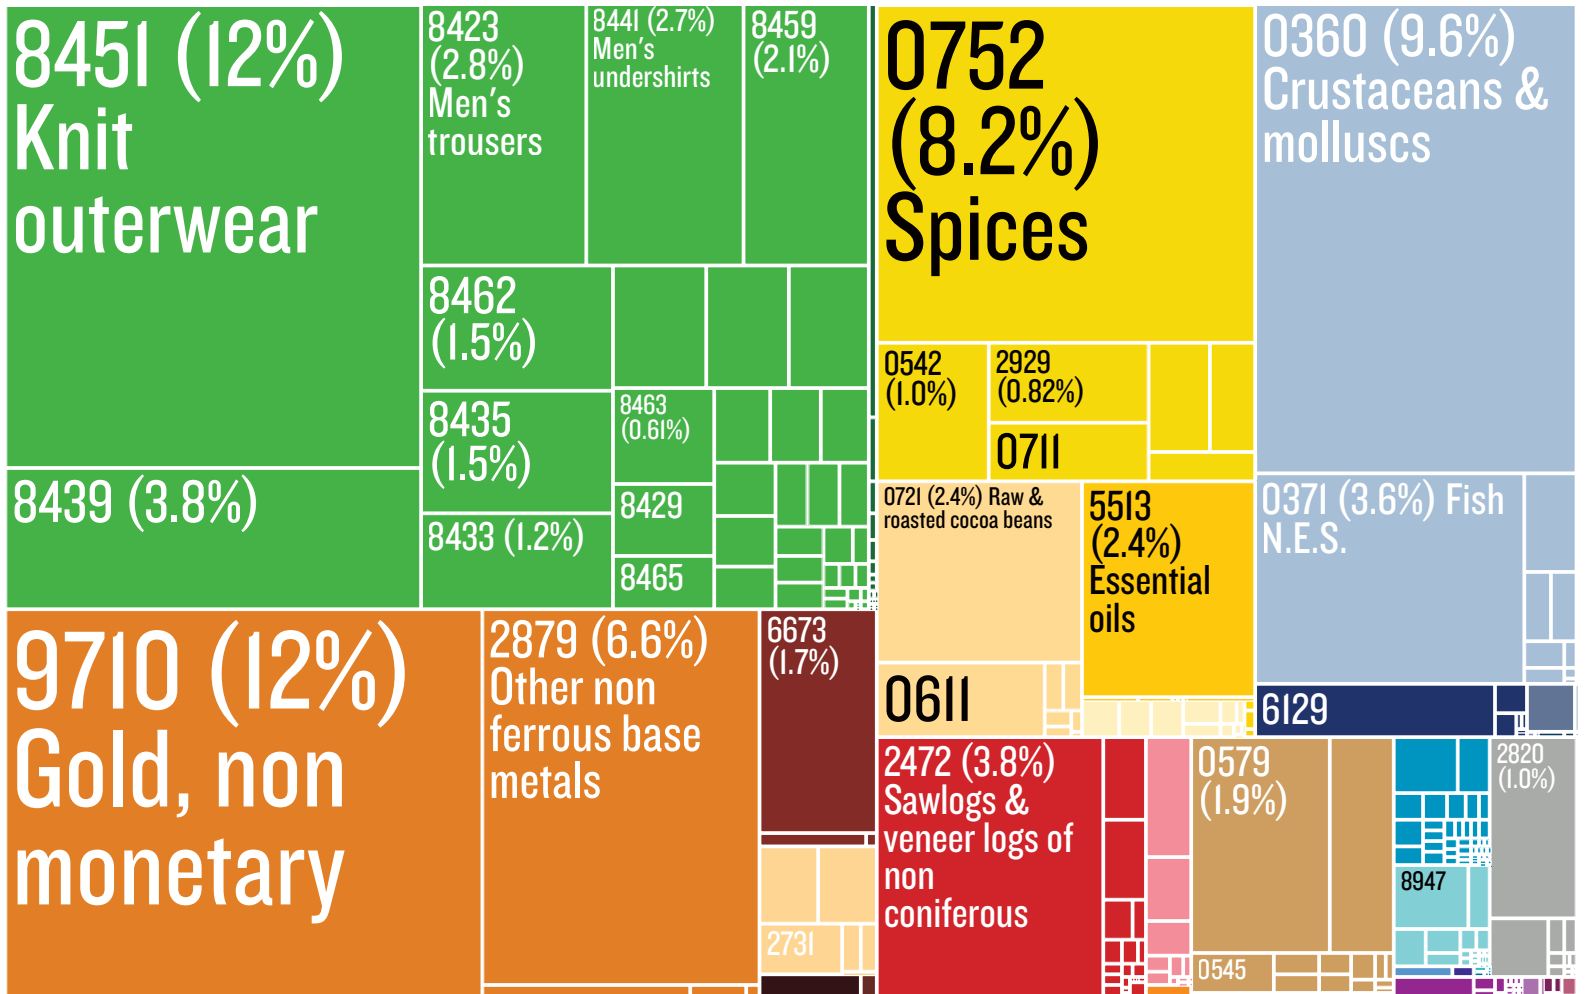 8451 (12%)
Knit
outerwear
8439 (3.8%)
8423
(2.8%)
Men's
trousers
8441 (2.7%)
Men's
undershirts
8459
(2.1%)
8462
(1.5%)
8435
(1.5%)
8433 (1.2%)
8463
(0.61%)
8429
8465
9710 (12%)
Gold, non
monetary
2879 (6.6%)
Other non
ferrous base
metals
6673
(1.7%)
2731
0752
(8.2%)
Spices
0542
(1.0%)
2929
(0.82%)
0711
0721 (2.4%) Raw &
roasted cocoa beans
0611
5513
(2.4%)
Essential
oils
0360 (9.6%)
Crustaceans &
molluscs
0371 (3.6%) Fish
N.E.S.
6129
2472 (3.8%)
Sawlogs &
veneer logs of
non
coniferous
0579
(1.9%)
0545
8947
2820
(1.0%)